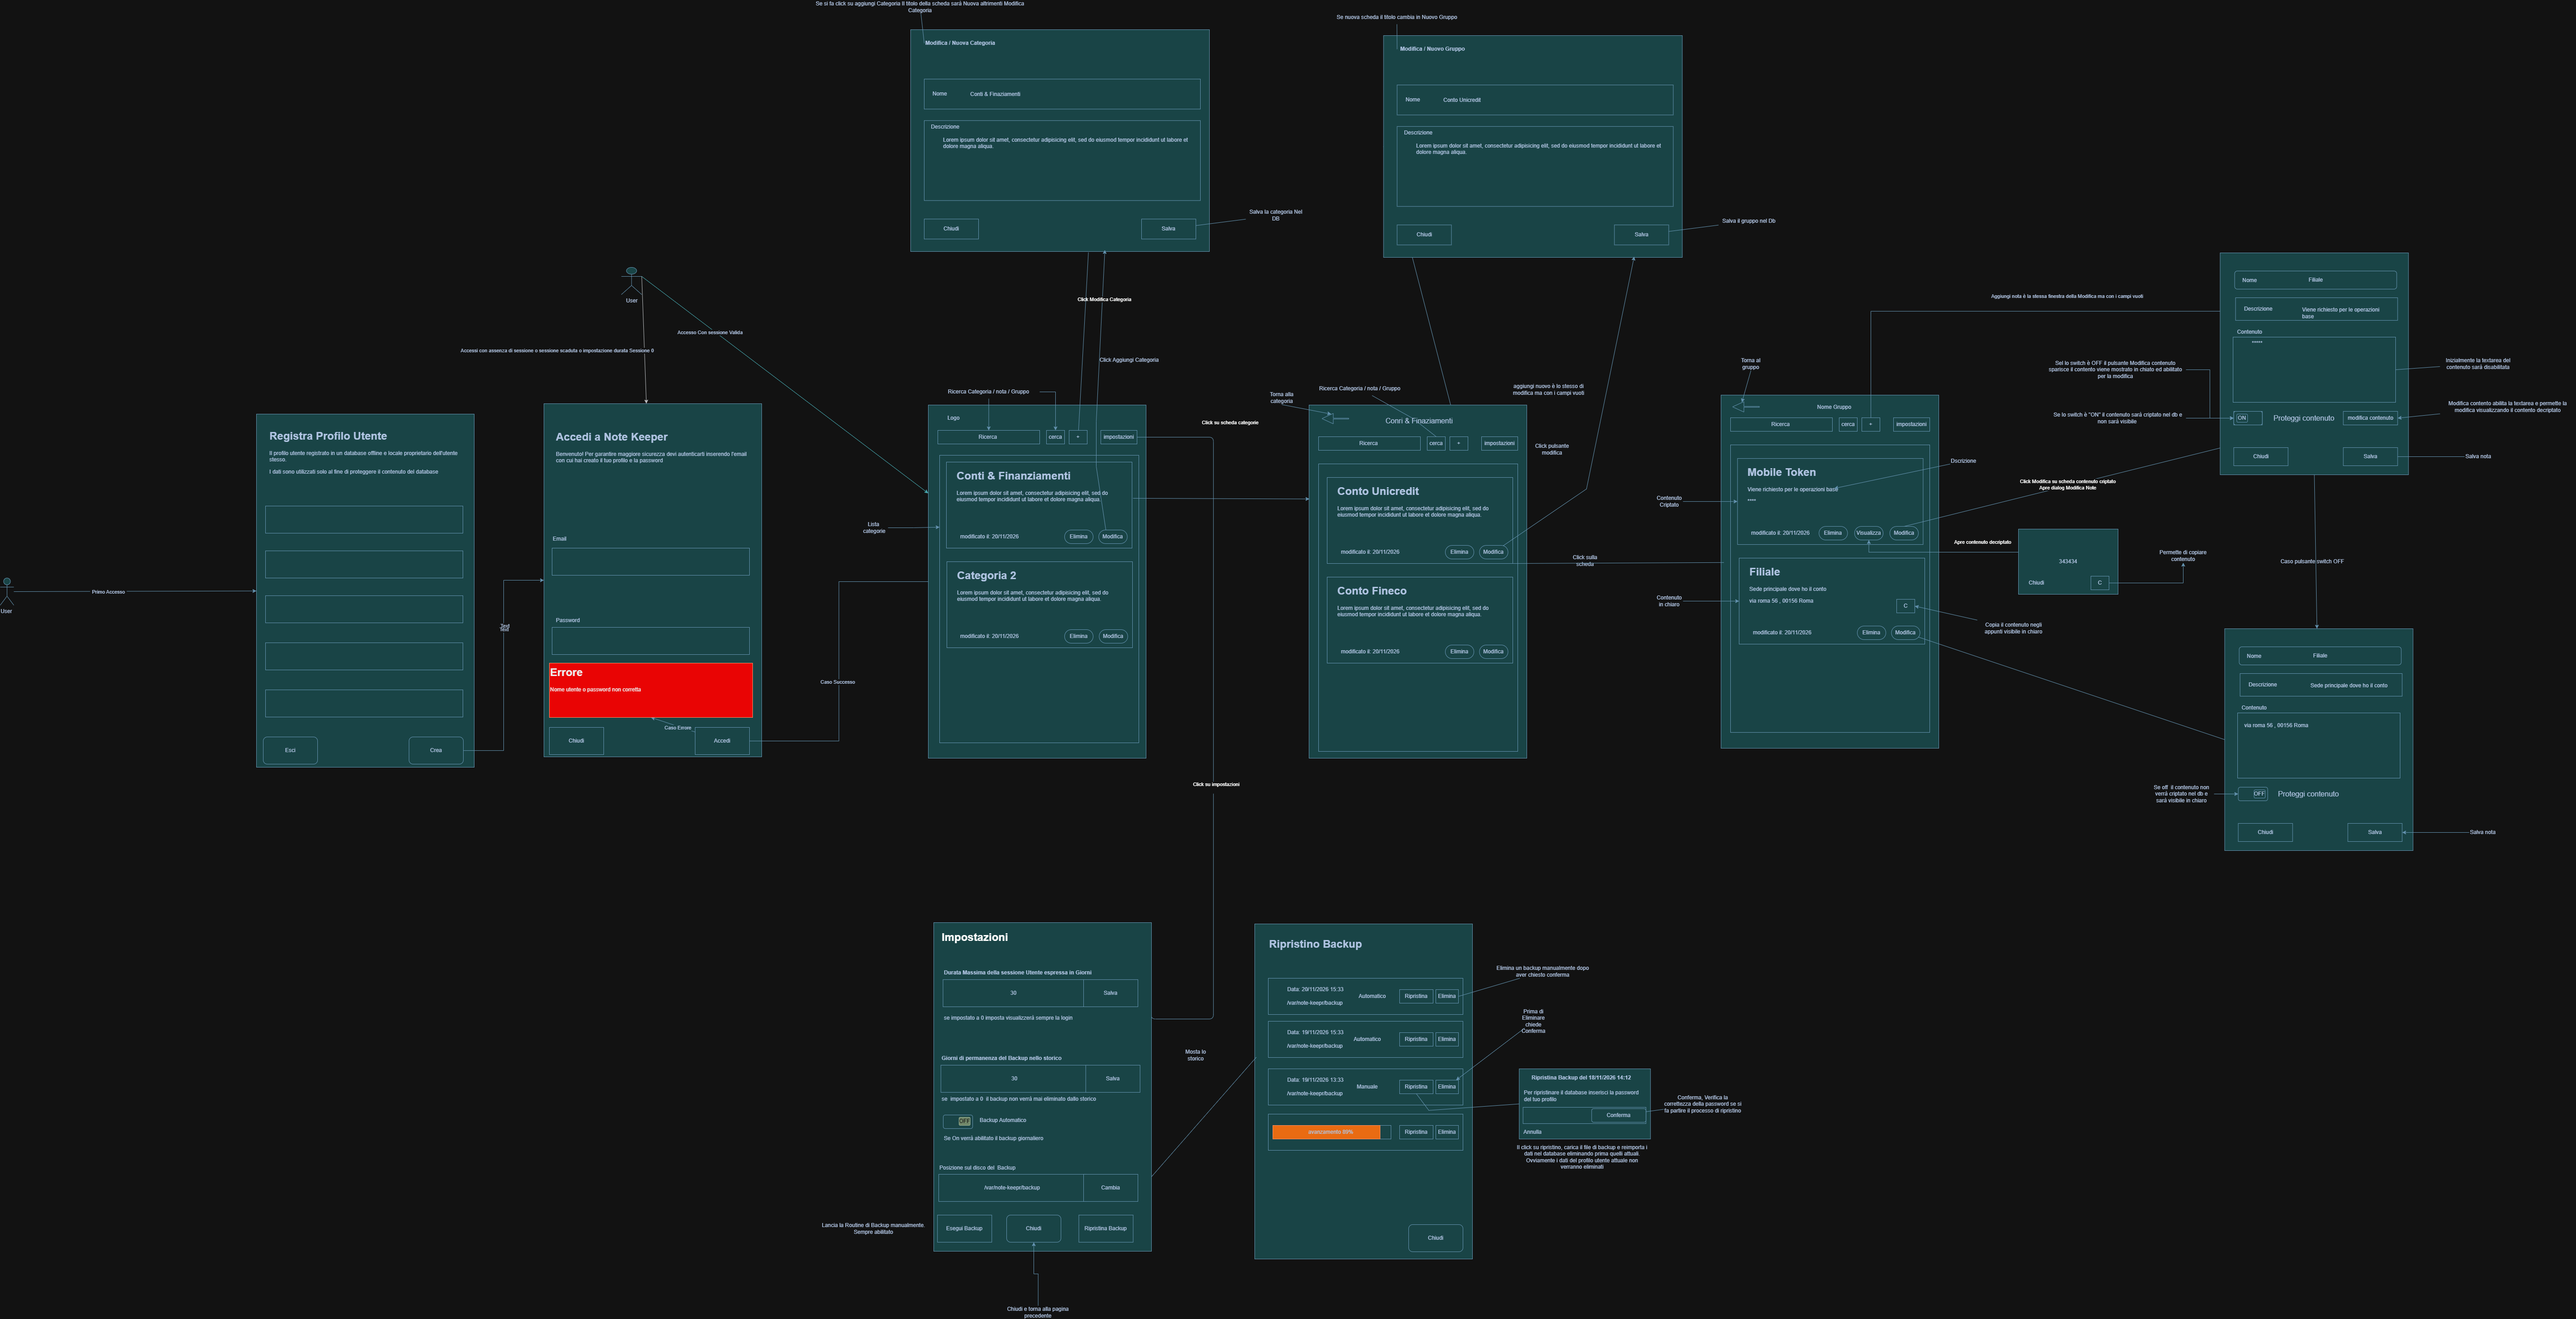 Se si fa click su aggiungi Categoria Il titolo della scheda sará Nuova altrimenti Modifica
Categoria
Modifica / Nuova Categoria
Nome
Conti & Finaziamenti
Descrizione
Lorem ipsum dolor sit amet, consectetur adipisicing elit, sed do eiusmod tempor incididunt ut labore et
dolore magna aliqua.
Chiudi
Salva
Salva la categoria Nel
DB
Se nuova scheda il titolo cambia in Nuovo Gruppo
Modifica / Nuovo Gruppo
Nome
Conto Unicredit
Descrizione
Lorem ipsum dolor sit amet, consectetur adipisicing elit, sed do eiusmod tempor incididunt ut labore et
dolore magna aliqua.
Chiudi
Salva
Salva il gruppo nel Db
User
Accesso Con sessione Valida
Accessi con assenza di sessione o sessione scaduta o impostazione durata Sessione 0
Click Modifica Categoria
Click Aggiungi Categoria
User
Primo Accesso
Registra Profilo Utente
Il profilo utente registrato in un database offline e locale proprietario dell'utente
stesso.
I dati sono utilizzati solo al fine di proteggere il contenuto del database
Esci
Crea
Accedi a Note Keeper
Benvenuto! Per garantire maggiore sicurezza devi autenticarti inserendo l'email
con cui hai creato il tuo profilo e la password
Email
Password
Errore
Nome utente o password non corretta
Caso Errore
Chiudi
Accedi
Caso Successo
Ricerca Categoria / nota / Gruppo
Logo
Ricerca
cerca
+
impostazioni
Lista
categorie
Conti & Finanziamenti
Lorem ipsum dolor sit amet, consectetur adipisicing elit, sed do
eiusmod tempor incididunt ut labore et dolore magna aliqua.
modificato il: 20/11/2026
Elimina
Modifica
Categoria 2
Lorem ipsum dolor sit amet, consectetur adipisicing elit, sed do
eiusmod tempor incididunt ut labore et dolore magna aliqua.
modificato il: 20/11/2026
Elimina
Modifica
Click su scheda categorie
Click su impostazioni
Torna alla
categoria
Ricerca Categoria / nota / Gruppo
aggiungi nuovo è lo stesso di
modifica ma con i campi vuoti
Click pulsante
modifica
Conri & Finaziamenti
Ricerca
cerca
+
impostazioni
Conto Unicredit
Lorem ipsum dolor sit amet, consectetur adipisicing elit, sed do
eiusmod tempor incididunt ut labore et dolore magna aliqua.
modificato il: 20/11/2026
Elimina
Modifica
Conto Fineco
Lorem ipsum dolor sit amet, consectetur adipisicing elit, sed do
eiusmod tempor incididunt ut labore et dolore magna aliqua.
modificato il: 20/11/2026
Elimina
Modifica
Click sulla
scheda
Torna al
gruppo
Nome Gruppo
Ricerca
cerca
+
impostazioni
Contenuto
Criptato
Mobile Token
Viene richiesto per le operazioni base
****
modificato il: 20/11/2026
Elimina
Visualizza
Modifica
Dscrizione
Contenuto
in chiaro
Filiale
Sede principale dove ho il conto
via roma 56 , 00156 Roma
C
modificato il: 20/11/2026
Elimina
Modifica
Copia il contenuto negli
appunti visibile in chiaro
Aggiungi nota è la stessa finestra della Modifica ma con i campi vuoti
Click Modifica su scheda contenuto criptato
Apre dialog Modifica Note
Apre contenuto decriptato
343434
Chiudi
C
Permette di copiare
contenuto
Sel lo switch è OFF il pulsante Modifica contenuto
sparisce il contenuto viene mostrato in chiato ed abilitato
per la modifica
Se lo switch è "ON" il contenuto sará criptato nel db e
non sará visibile
Nome
Filiale
Descrizione
Viene richiesto per le operazioni
base
Contenuto
*****
ON
Proteggi contenuto
modifica contenuto
Chiudi
Salva
Inizialmente la textarea del
contenuto sará disabilitata
Modifica contento abilita la textarea e permette la
modifica visualizzando il contento decriptato
Salva nota
Caso pulsante switch OFF
Nome
Filiale
Descrizione
Sede principale dove ho il conto
Contenuto
via roma 56 , 00156 Roma
Se off il contenuto non
verrá criptato nel db e
sará visibile in chiaro
OFF
Proteggi contenuto
Chiudi
Salva
Salva nota
Impostazioni
Durata Massima della sessione Utente espressa in Giorni
30
Salva
se impostato a 0 imposta visualizzerá sempre la login
Giorni di permanenza del Backup nello storico
30
Salva
se impostato a 0 il backup non verrá mai eliminato dallo storico
OFF
Backup Automatico
Se On verrá abilitato il backup giornaliero
Posizione sul disco del Backup
/var/note-keepr/backup
Cambia
Esegui Backup
Chiudi
Ripristina Backup
Lancia la Routine di Backup manualmente.
Sempre abilitato
Chiudi e torna alla pagina
precedente
Mosta lo
storico
Ripristino Backup
Data: 20/11/2026 15:33
/var/note-keepr/backup
Automatico
Ripristina
Elimina
Data: 19/11/2026 15:33
/var/note-keepr/backup
Automatico
Ripristina
Elimina
Data: 19/11/2026 13:33
/var/note-keepr/backup
Manuale
Ripristina
Elimina
Ripristina
Elimina
Chiudi
Elimina un backup manualmente dopo
aver chiesto conferma
Prima di
Eliminare
chiede
Conferma
Ripristina Backup del 18/11/2025 14:12
Per ripristinare il database inserisci la password
del tuo profilo
Conferma
Annulla
Conferma, Verifica la
correttezza della password se si
fa partire il processo di ripristino
Il click su ripristino, carica il file di backup e reimporta i
dati nel database eliminando prima quelli attuali.
Ovviamente i dati del profilo utente attuale non
verranno eliminati